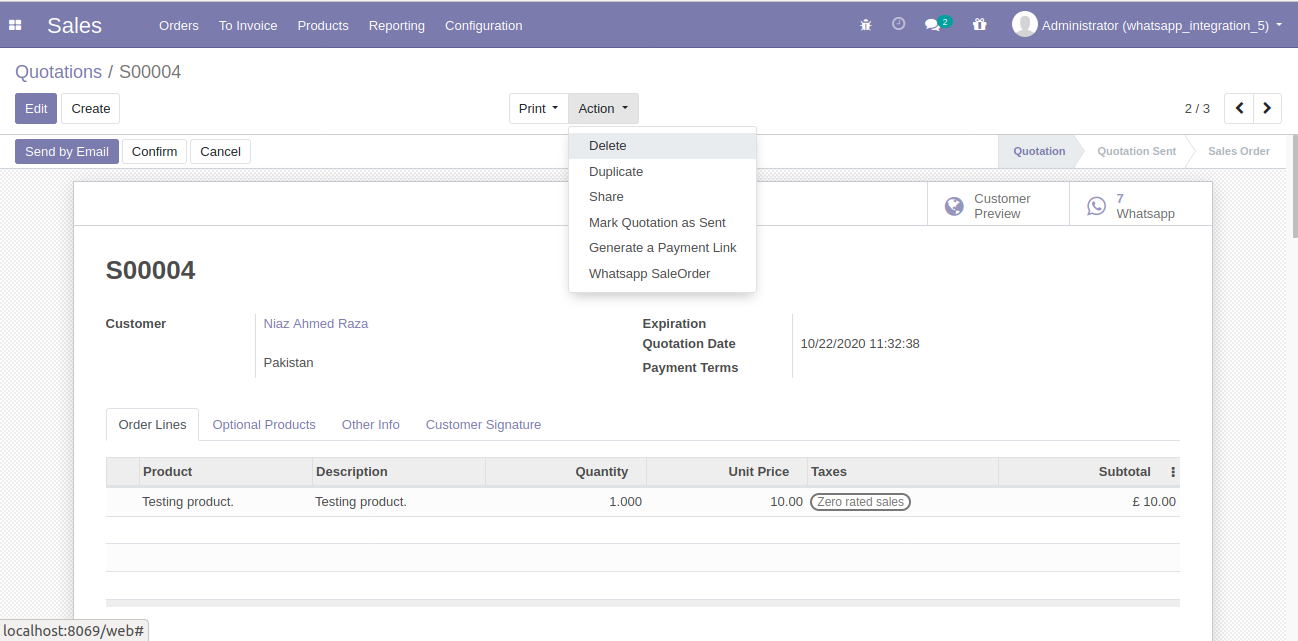 Sales Orders To Invoice Products Reporting Configuration 2 Administrator (whatsapp_integration_5)
Quotations / S00004
Edit Create Print Action 2 / 3
Send by Email Confirm Cancel Quotation Quotation Sent Sales Order
Delete
Duplicate
Share
Mark Quotation as Sent
Generate a Payment Link
Whatsapp SaleOrder
Customer
Preview
7
Whatsapp
S00004
Customer Niaz Ahmed Raza
Pakistan
Expiration
Quotation Date 10/22/2020 11:32:38
Payment Terms
Order Lines Optional Products Other Info Customer Signature
Product Description Quantity Unit Price Taxes Subtotal
Testing product. Testing product. 1.000 10.00 Zero rated sales £ 10.00
localhost:8069/web#